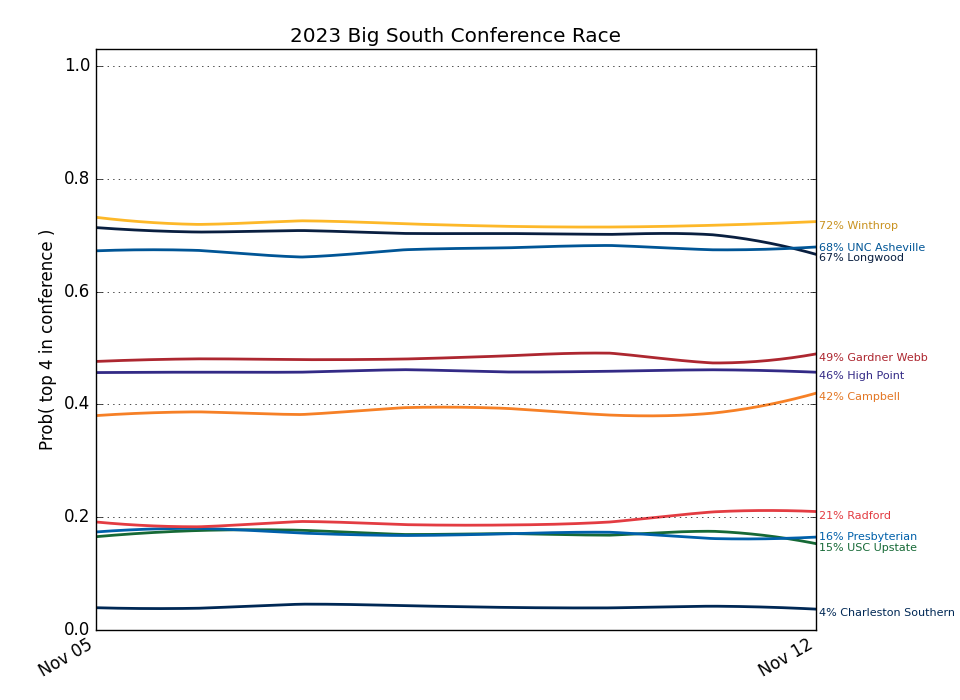 2023 Big South Conference Race
Prob( top 4 in conference )
1.0
0.8
0.6
0.4
0.2
0.0
Nov 05
Nov 12
72% Winthrop
68% UNC Asheville
67% Longwood
49% Gardner Webb
46% High Point
42% Campbell
21% Radford
16% Presbyterian
15% USC Upstate
4% Charleston Southern